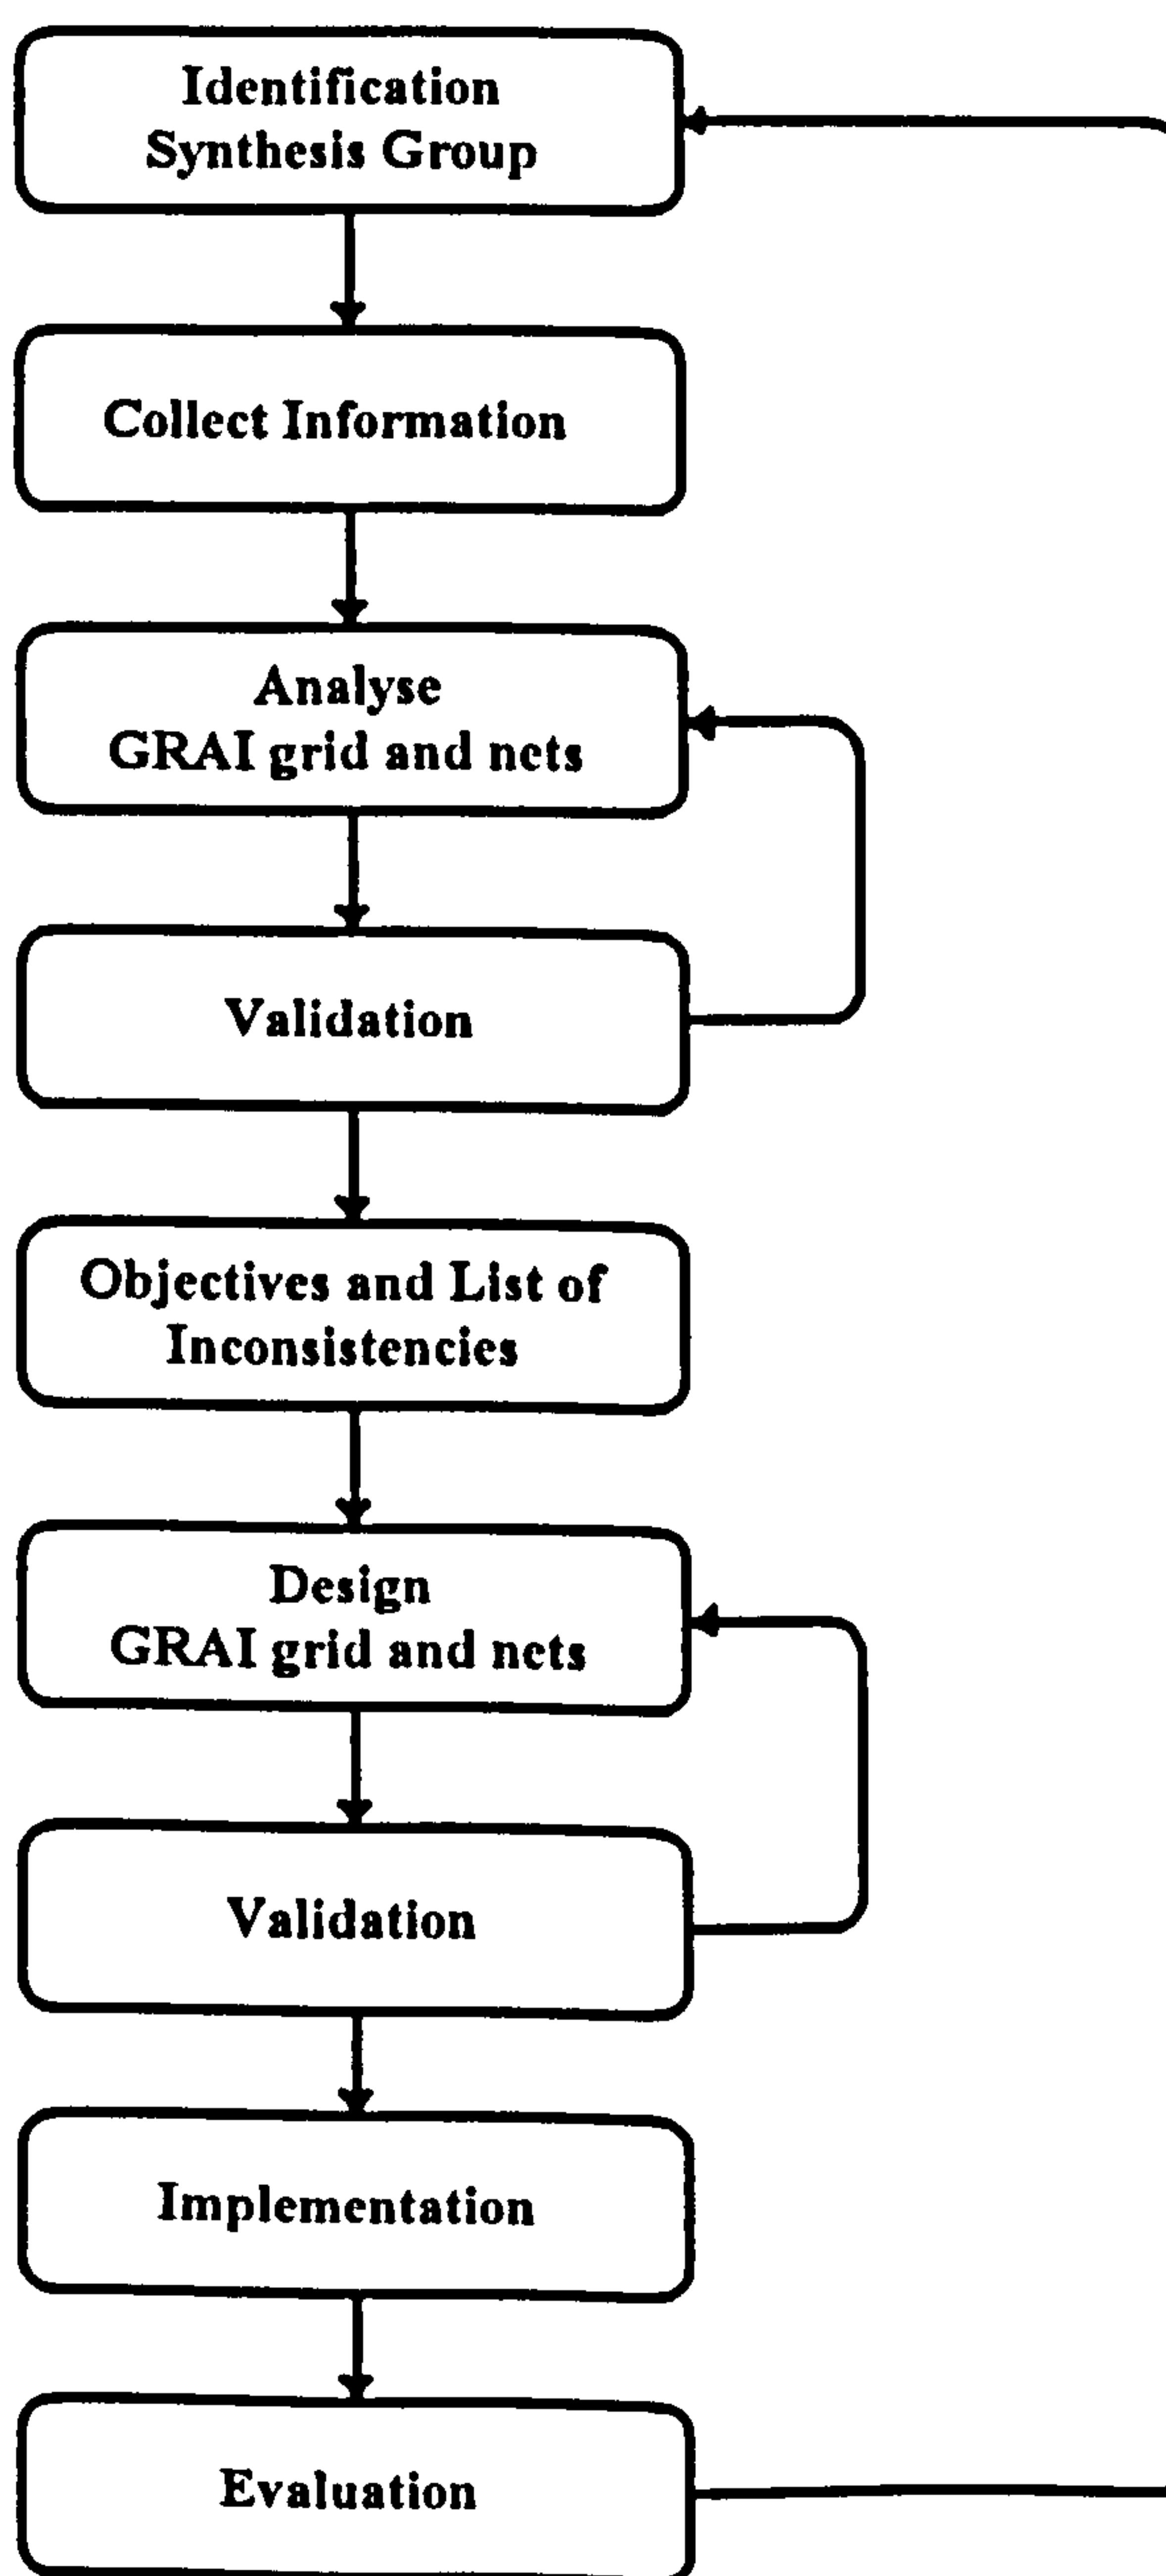 Identification
Synthesis Group
Collect Information
Analyse
GRAI grid and nets
Validation
Objectives and List of
Inconsistencies
Design
GRAI grid and nets
Validation
Implementation
Evaluation